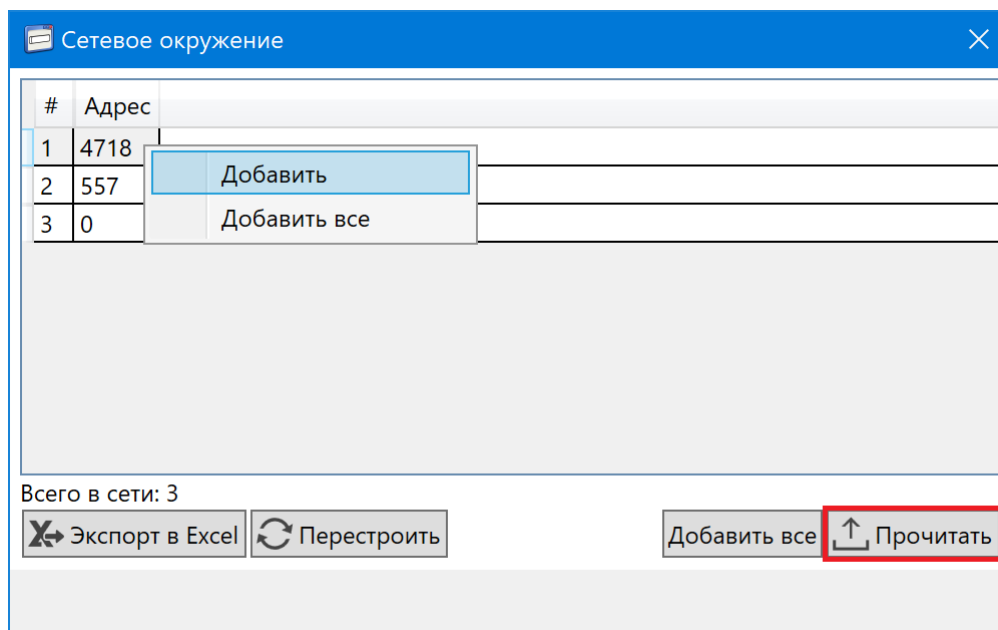 Сетевое окружение
# Адрес
1 4718
Добавить
2 557
Добавить все
3 0
Всего в сети: 3
Экспорт в Excel Перестроить Добавить все Прочитать